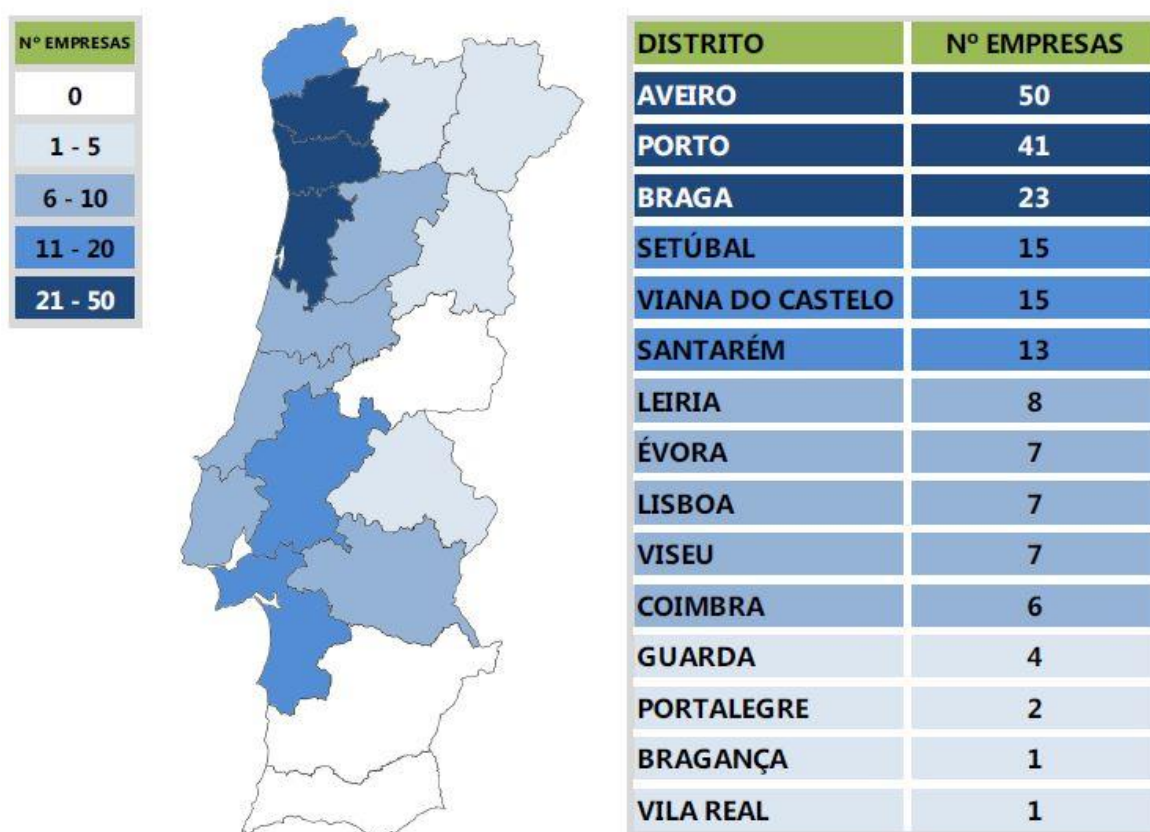 Nº EMPRESAS
0
1 - 5
6 - 10
11 - 20
21 - 50
DISTRITO Nº EMPRESAS
AVEIRO 50
PORTO 41
BRAGA 23
SETÚBAL 15
VIANA DO CASTELO 15
SANTARÉM 13
LEIRIA 8
ÉVORA 7
LISBOA 7
VISEU 7
COIMBRA 6
GUARDA 4
PORTALEGRE 2
BRAGANÇA 1
VILA REAL 1